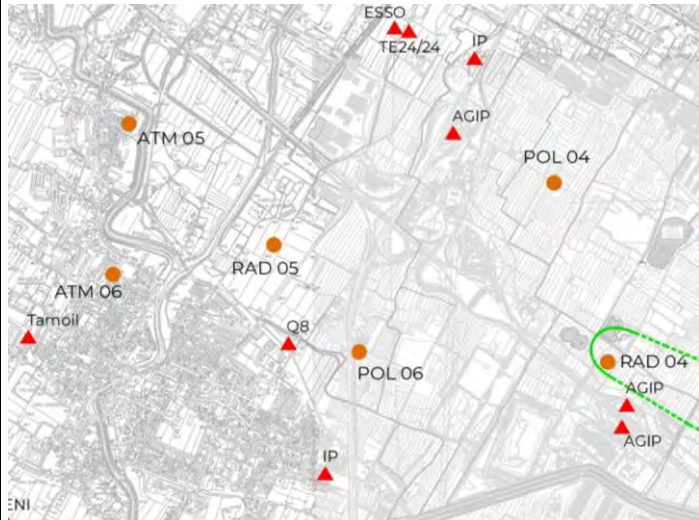 ESSO
TE24/24
IP
AGIP
ATM 05
POL 04
RAD 05
ATM 06
Tamoil
Q8
POL 06
RAD 04
AGIP
AGIP
IP
ENI